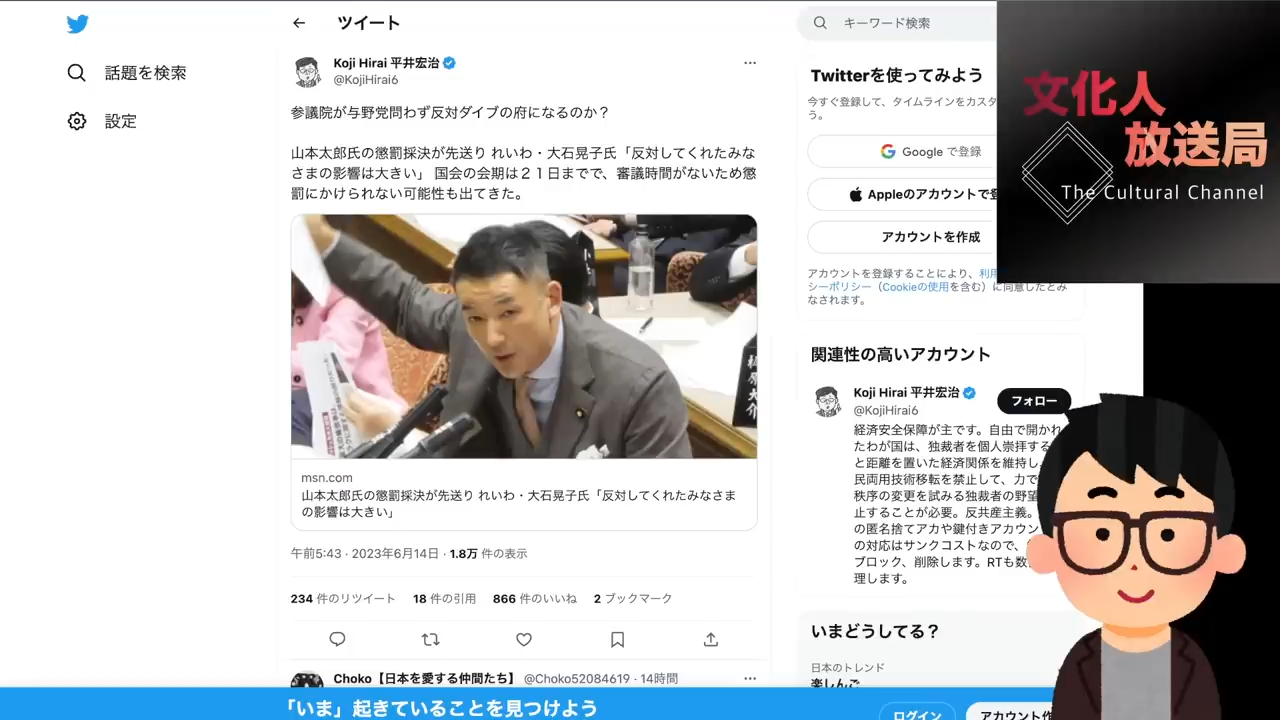 ツイート
キーワード検索
話題を検索
設定
Koji Hirai 平井宏治
@KojiHirai6
参議院が与野党問わず反対ダイブの府になるのか？
山本太郎氏の懲罰採決が先送り れいわ・大石晃子氏「反対してくれたみな
さまの影響は大きい」 国会の会期は２１日までで、審議時間がないため懲
罰にかけられない可能性も出てきた。
梶原大介
msn.com
山本太郎氏の懲罰採決が先送り れいわ・大石晃子氏「反対してくれたみなさま
の影響は大きい」
午前5:43 · 2023年6月14日 · 1.8万 件の表示
234 件のリツイート 18 件の引用 866 件のいいね 2 ブックマーク
Choko【日本を愛する仲間たち】 @Choko52084619 · 14時間
Twitterを使ってみよう
今すぐ登録して、タイムラインをカスタ
う。
Google で登録
Appleのアカウントで登
アカウントを作成
アカウントを登録することにより、利用
シーポリシー（Cookieの使用を含む）に同意したとみ
なされます。
関連性の高いアカウント
Koji Hirai 平井宏治
@KojiHirai6
フォロー
経済安全保障が主です。自由で開かれ
たわが国は、独裁者を個人崇拝する
と距離を置いた経済関係を維持し、
民両用技術移転を禁止して、力で
秩序の変更を試みる独裁者の野望
止することが必要。反共産主義。
の匿名捨てアカや鍵付きアカウン
の対応はサンクコストなので、
ブロック、削除します。RTも数
理します。
いまどうしてる？
日本のトレンド
楽しんご
文化人
放送局
The Cultural Channel
「いま」起きていることを見つけよう
ログイン
アカウント作